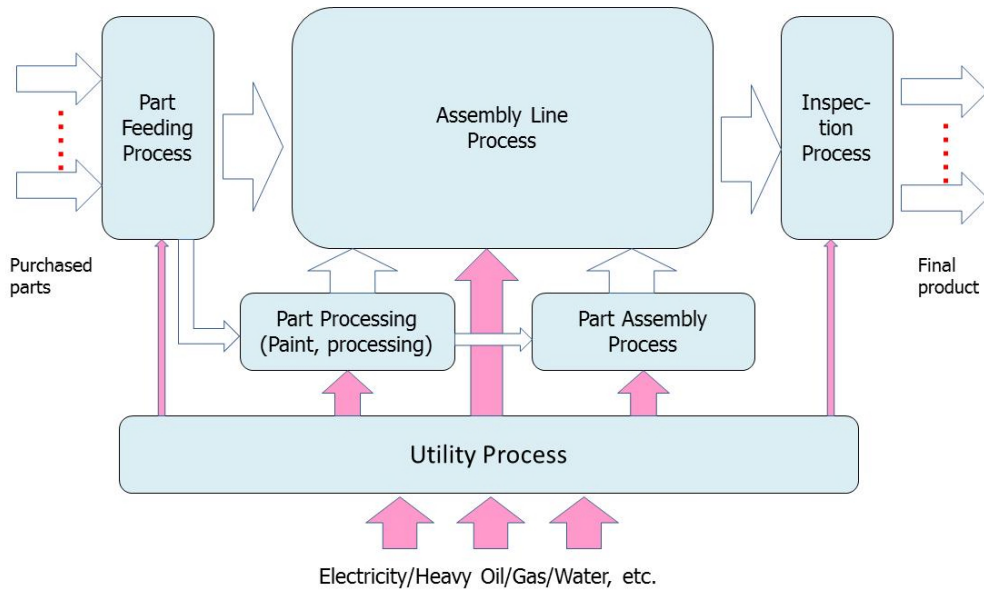 Part
Feeding
Process
Assembly Line
Process
Inspec-
tion
Process
Purchased
parts
Final
product
Part Processing
(Paint, processing)
Part Assembly
Process
Utility Process
Electricity/Heavy Oil/Gas/Water, etc.